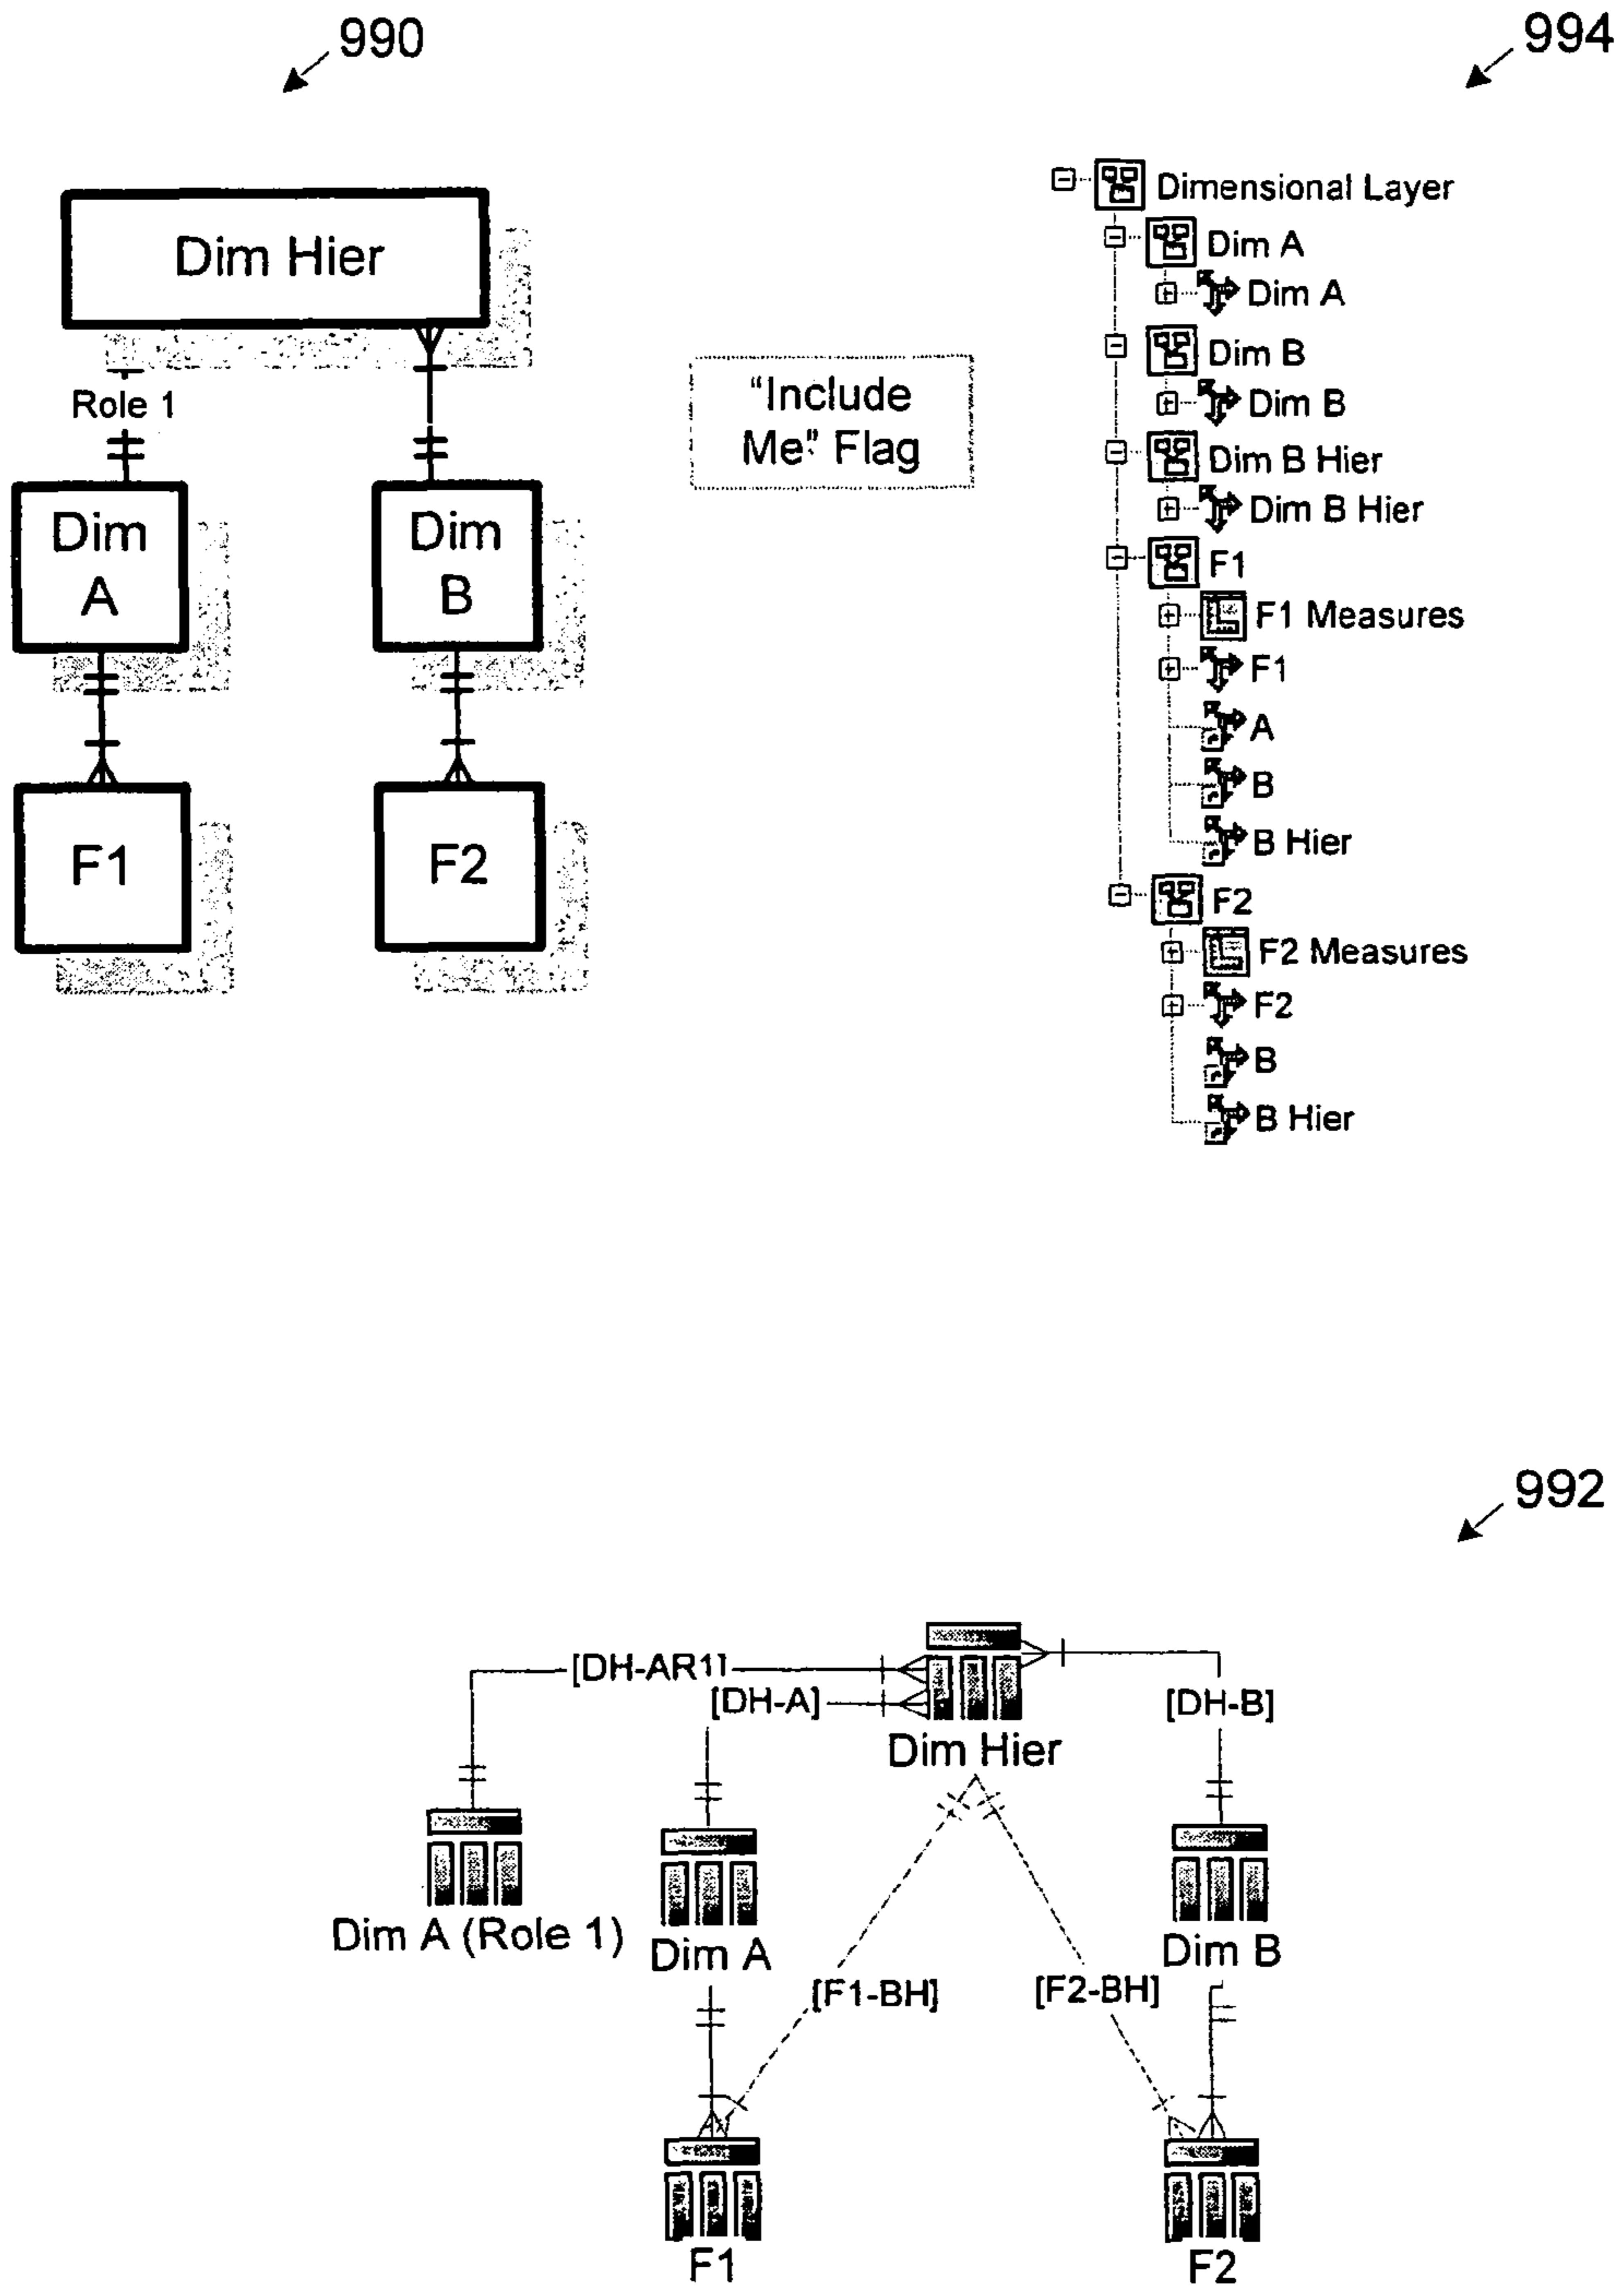 990
994
Dim Hier
Role 1
Dim
A
Dim
B
F1
F2
“Include
Me” Flag
Dimensional Layer
Dim A
Dim A
Dim B
Dim B
Dim B Hier
Dim B Hier
F1
F1 Measures
F1
A
B
B Hier
F2
F2 Measures
F2
B
B Hier
992
[DH-AR1]
[DH-A]
[DH-B]
Dim Hier
Dim A (Role 1)
Dim A
Dim B
[F1-BH]
[F2-BH]
F1
F2